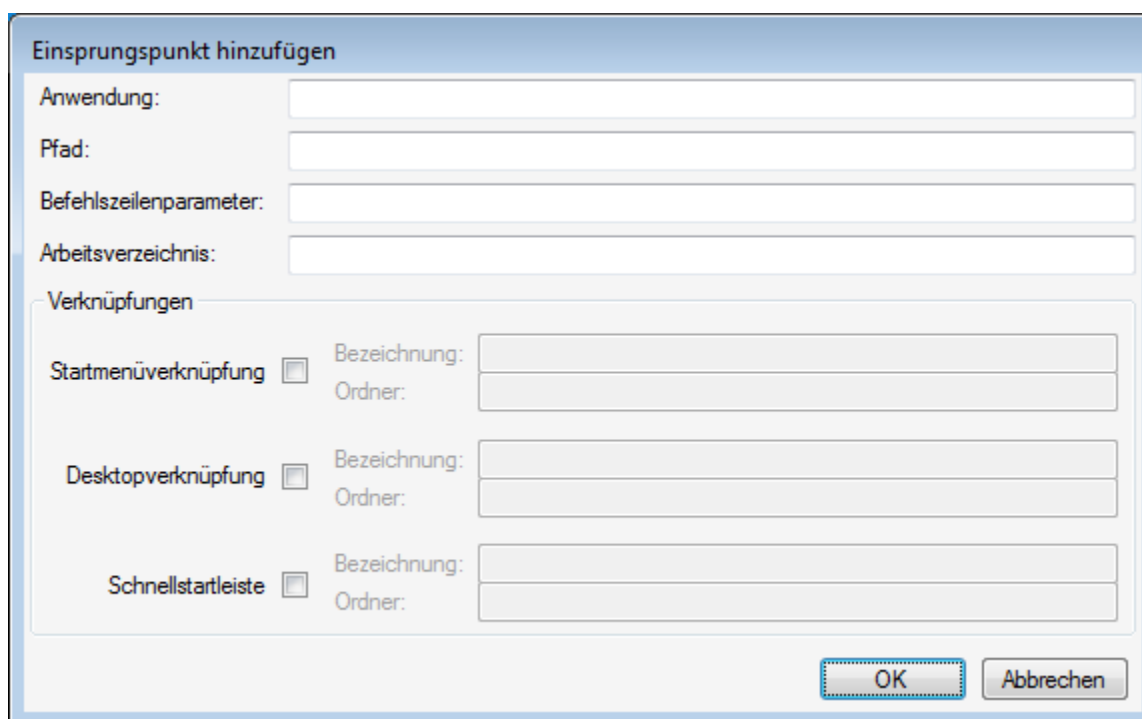 Einsprungspunkt hinzufügen
Anwendung:
Pfad:
Befehlszeilenparameter:
Arbeitsverzeichnis:
Verknüpfungen
Startmenüverknüpfung
Bezeichnung:
Ordner:
Desktopverknüpfung
Bezeichnung:
Ordner:
Schnellstartleiste
Bezeichnung:
Ordner:
OK Abbrechen